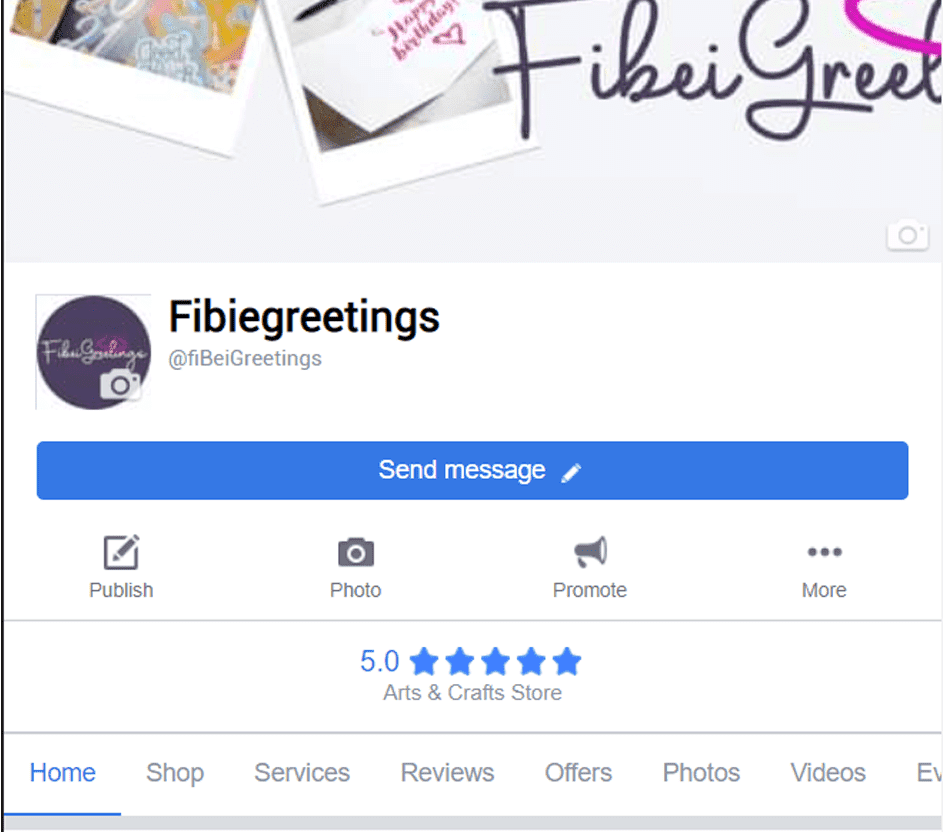 Happy
birthday!
FibeiGreet
Fibiegreetings
FibeiGreetings
@fiBeiGreetings
Send message
Publish
Photo
Promote
More
5.0
Arts & Crafts Store
Home Shop Services Reviews Offers Photos Videos Ev